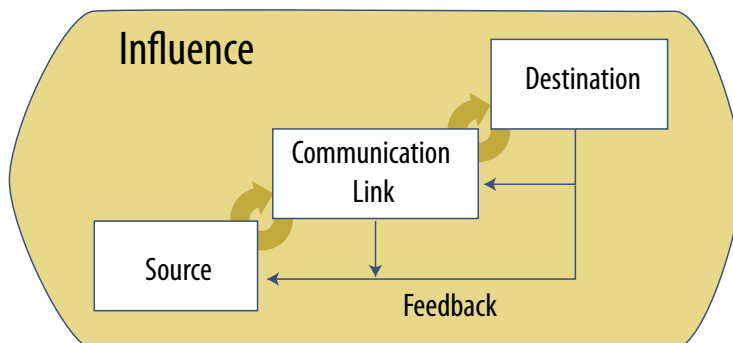 Influence
Destination
Communication
Link
Source
Feedback